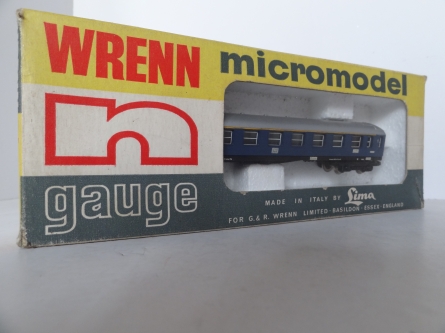 WRENN micromodel
n
gauge
MADE IN ITALY BY Lima
FOR G.& R. WRENN LIMITED·BASILDON·ESSEX·ENGLAND